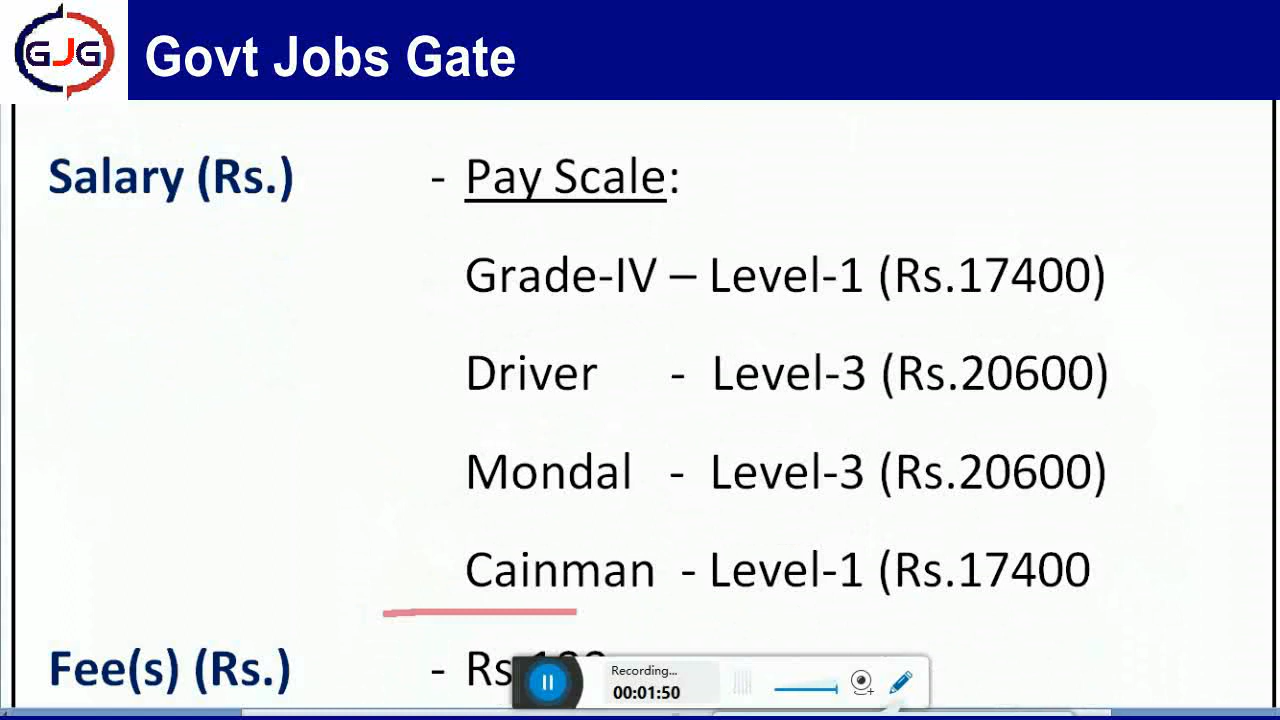 GJG
Govt Jobs Gate
Salary (Rs.) - Pay Scale:
Grade-IV – Level-1 (Rs.17400)
Driver - Level-3 (Rs.20600)
Mondal - Level-3 (Rs.20600)
Cainman - Level-1 (Rs.17400
Fee(s) (Rs.) - Rs
Recording...
00:01:50